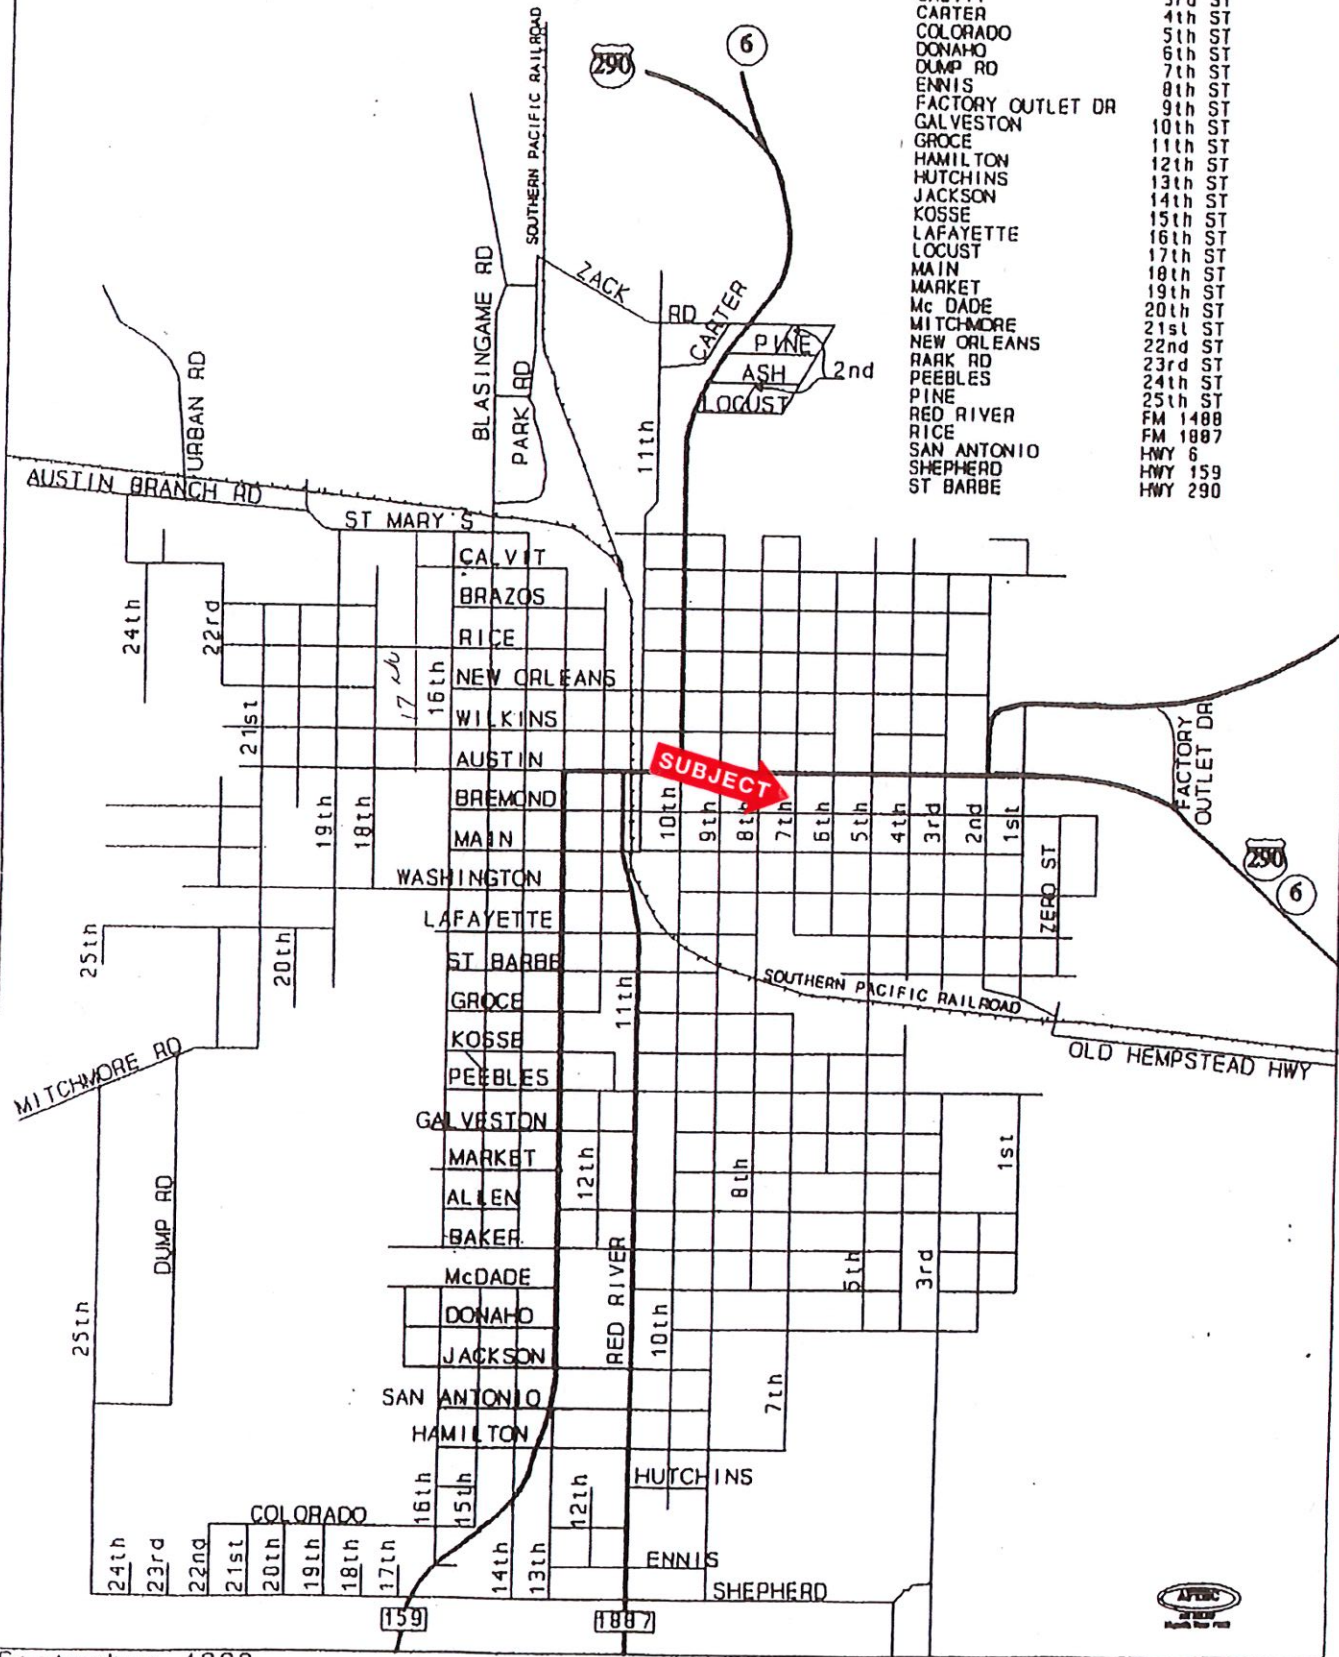 CARTER 4th ST
COLORADO 5th ST
DONAHO 6th ST
DUMP RD 7th ST
ENNIS 8th ST
FACTORY OUTLET DR 9th ST
GALVESTON 10th ST
GROCE 11th ST
HAMILTON 12th ST
HUTCHINS 13th ST
JACKSON 14th ST
KOSSE 15th ST
LAFAYETTE 16th ST
LOCUST 17th ST
MAIN 18th ST
MARKET 19th ST
Mc DADE 20th ST
MITCHMORE 21st ST
NEW ORLEANS 22nd ST
PARK RD 23rd ST
PEEBLES 24th ST
PINE 25th ST
RED RIVER FM 1488
RICE FM 1887
SAN ANTONIO HWY 6
SHEPHERD HWY 159
ST BARBE HWY 290
290
6
SOUTHERN PACIFIC RAILROAD
ZACK
RD
CARTER
PINE
ASH
LOCUST
2nd
URBAN RD
BLASINGAME RD
PARK RD
11th
AUSTIN BRANCH RD
ST MARY'S
CALVIT
BRAZOS
RICE
NEW ORLEANS
WILKINS
AUSTIN
BREMOND
MAIN
WASHINGTON
LAFAYETTE
ST BARBE
GROCE
KOSSE
PEEBLES
GALVESTON
MARKET
ALLEN
BAKER
McDADE
DONAHO
JACKSON
SAN ANTONIO
HAMILTON
24th
22rd
21st
17
16th
19th
18th
SUBJECT
10th
9th
8th
7th
6th
5th
4th
3rd
2nd
1st
ZERO ST
FACTORY
OUTLET DR
290
6
25th
20th
11th
SOUTHERN PACIFIC RAILROAD
OLD HEMPSTEAD HWY
MITCHMORE RD
DUMP RD
25th
12th
8th
1st
RED RIVER
10th
5th
3rd
7th
HUTCHINS
16th
15th
12th
COLORADO
24th
23rd
22nd
21st
20th
19th
18th
17th
14th
13th
ENNIS
SHEPHERD
159
1887